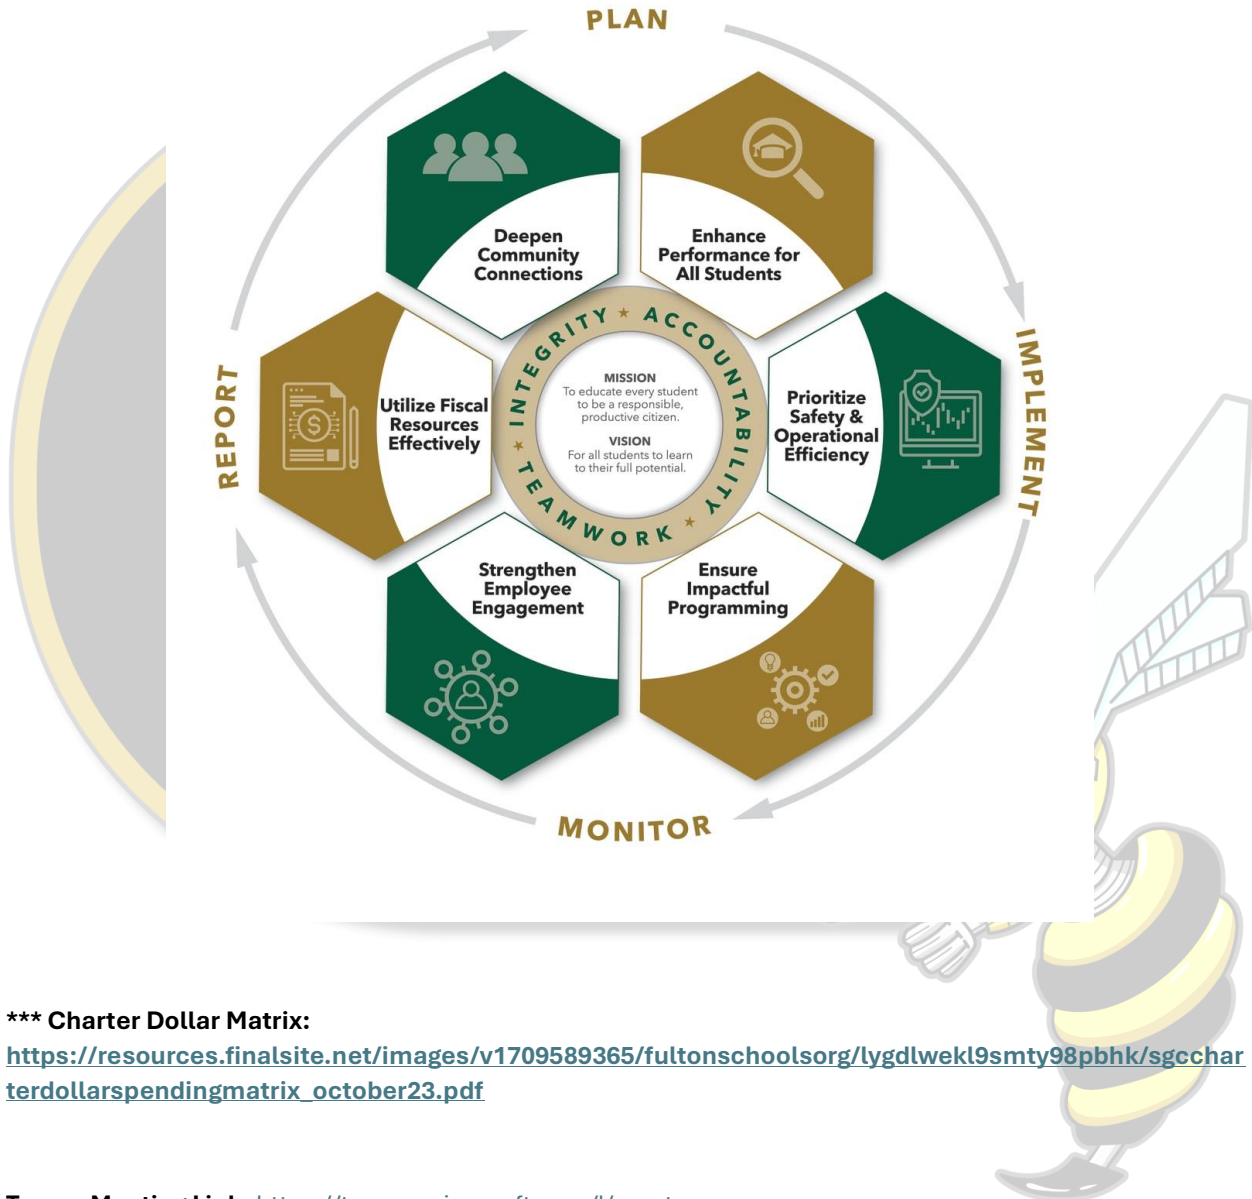 PLAN
Deepen
Community
Connections
Enhance
Performance for
All Students
INTEGRITY ★ ACCOUNTABILITY ★ TEAMWORK ★
MISSION
To educate every student
to be a responsible,
productive citizen.
VISION
For all students to learn
to their full potential.
REPORT
Utilize Fiscal
Resources
Effectively
Prioritize
Safety &
Operational
Efficiency
IMPLEMENT
Strengthen
Employee
Engagement
Ensure
Impactful
Programming
MONITOR
*** Charter Dollar Matrix:
https://resources.finalsite.net/images/v1709589365/fultonschoolsorg/lygdlwekl9smty98pbhk/sgcchar
terdollarspendingmatrix_october23.pdf